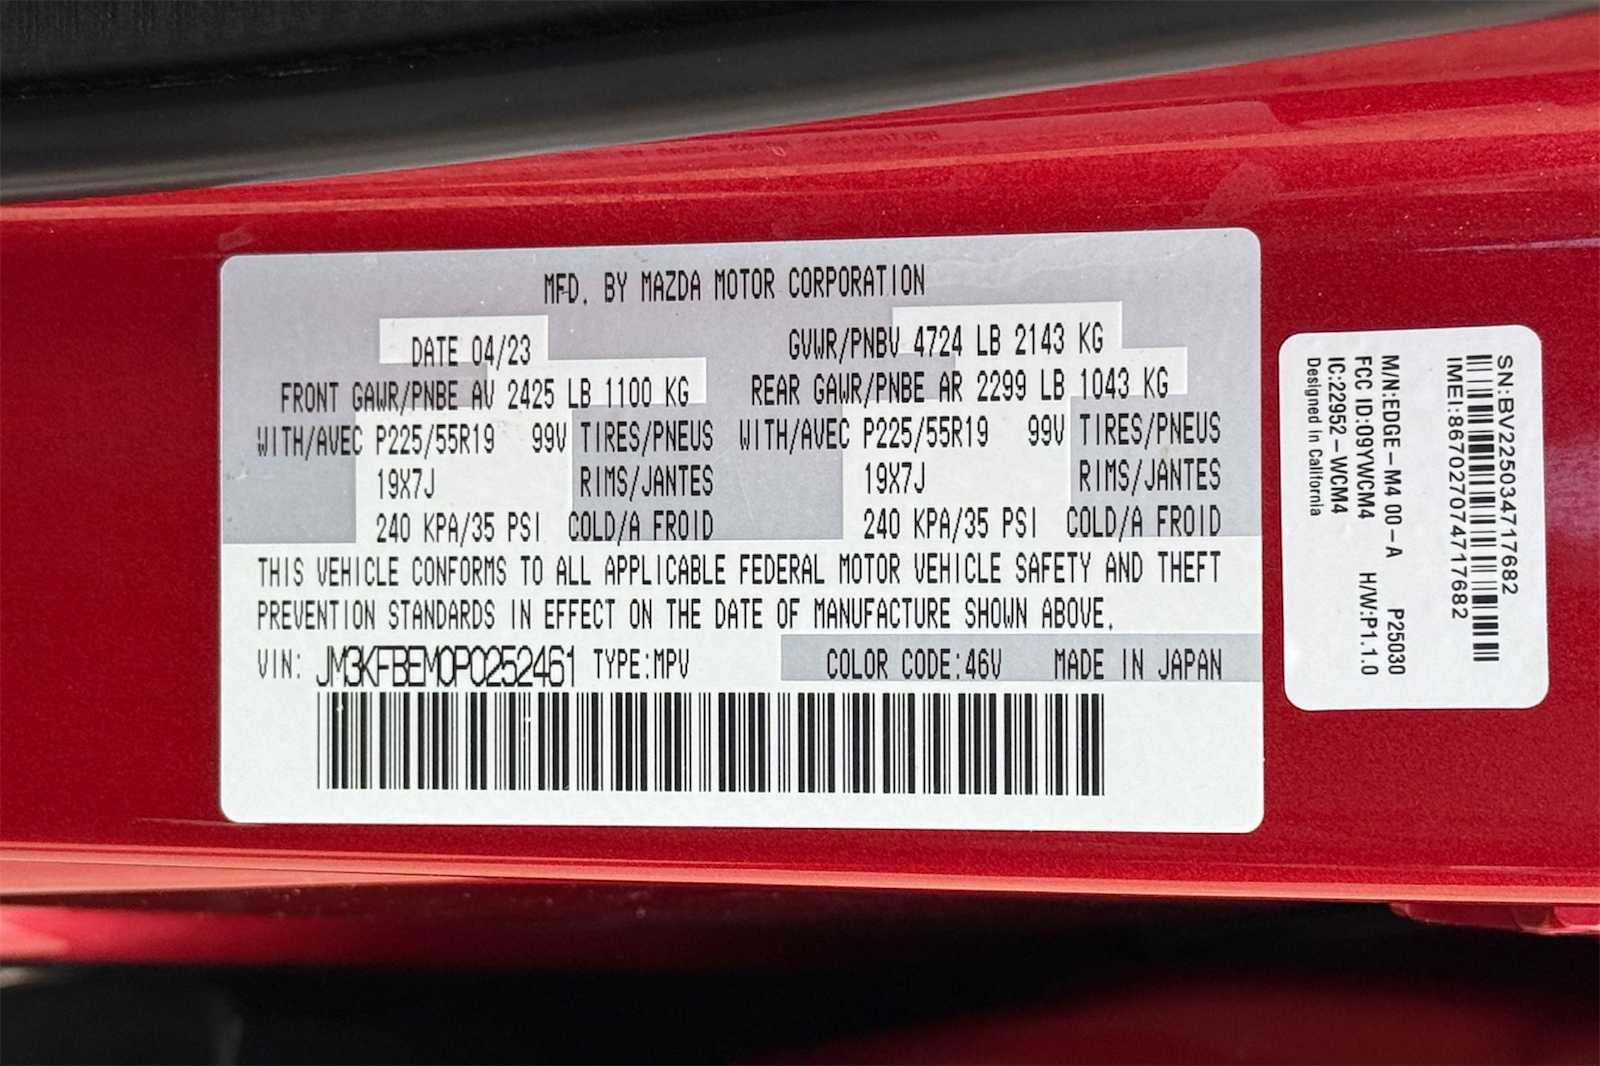 MFD. BY MAZDA MOTOR CORPORATION
DATE 04/23
GVWR/PNBV 4724 LB 2143 KG
FRONT GAWR/PNBE AV 2425 LB 1100 KG
REAR GAWR/PNBE AR 2299 LB 1043 KG
WITH/AVEC P225/55R19 99V TIRES/PNEUS
WITH/AVEC P225/55R19 99V TIRES/PNEUS
19X7J RIMS/JANTES
19X7J RIMS/JANTES
240 KPA/35 PSI COLD/A FROID
240 KPA/35 PSI COLD/A FROID
THIS VEHICLE CONFORMS TO ALL APPLICABLE FEDERAL MOTOR VEHICLE SAFETY AND THEFT
PREVENTION STANDARDS IN EFFECT ON THE DATE OF MANUFACTURE SHOWN ABOVE.
VIN: JM3KFBEM0P0252461 TYPE:MPV COLOR CODE:46V MADE IN JAPAN
SN:BV22503471768​2
IMEI:867027074717682
M/N:EDGE-M4 00-A P25030
FCC ID:09YWCM4 H/W:P1.1.0
IC:22952-WCM4
Designed in California